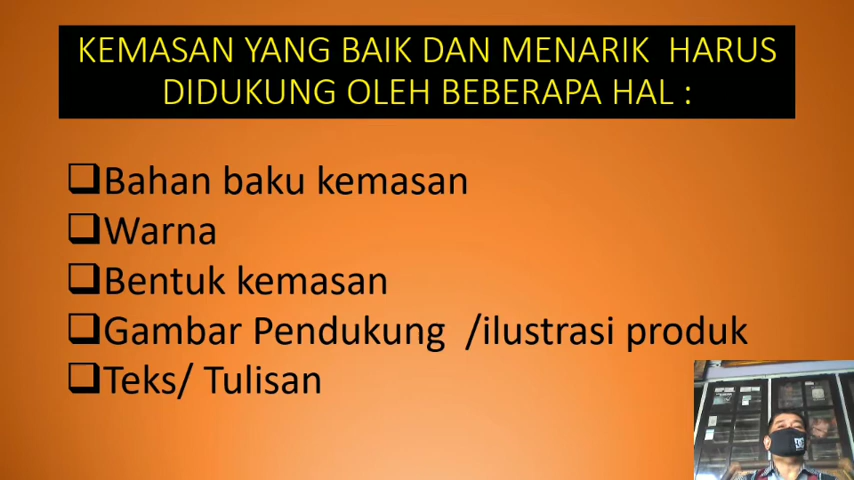 KEMASAN YANG BAIK DAN MENARIK HARUS
DIDUKUNG OLEH BEBERAPA HAL :
Bahan baku kemasan
Warna
Bentuk kemasan
Gambar Pendukung /ilustrasi produk
Teks/ Tulisan